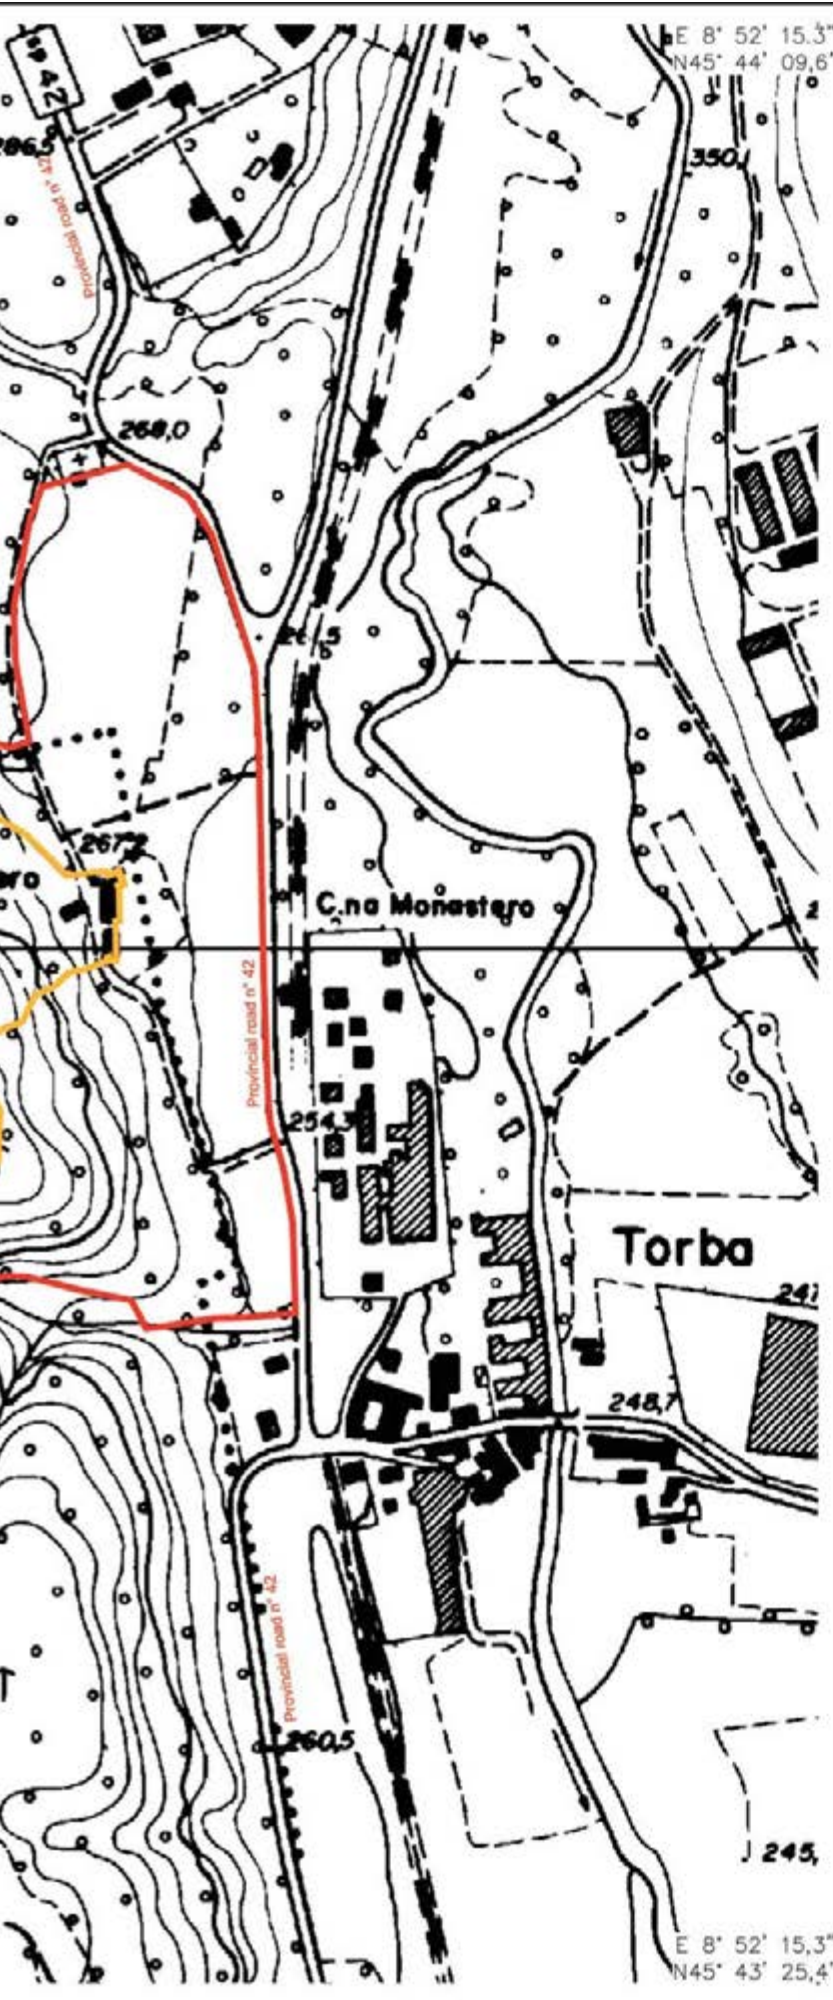 E 8° 52' 15.3"
N45° 44' 09,6"
SP 42
286,5
Provincial road n° 42
350,
268,0
267,2
ero
C.na Monastero
Provincial road n° 42
254,3
Torba
247
248,7
Provincial road n° 42
260,5
245,
E 8° 52' 15,3"
N45° 43' 25,4"